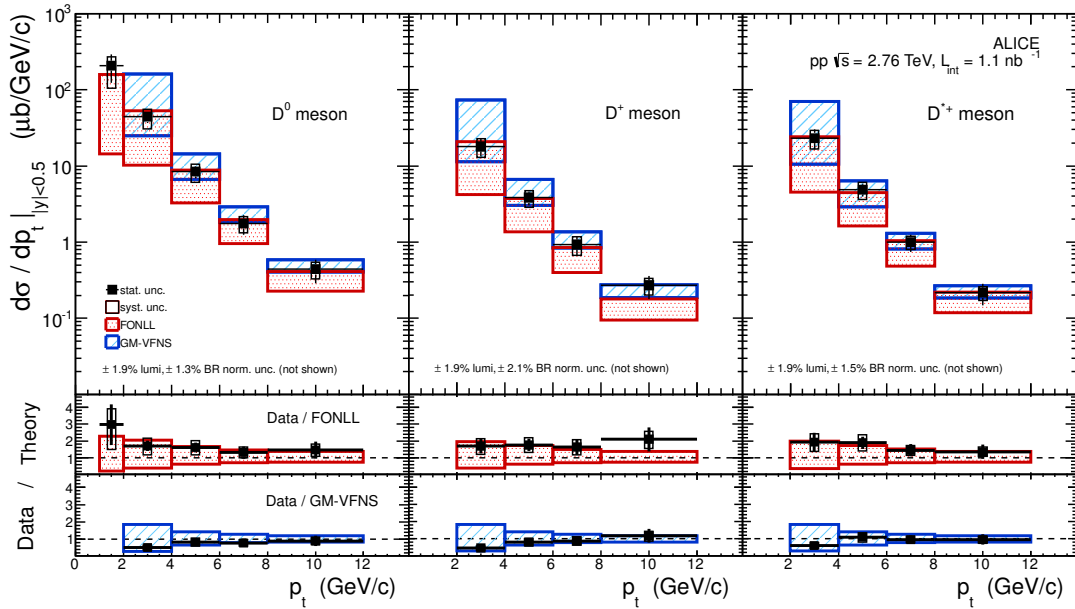 ALICE
pp √s = 2.76 TeV, L_int = 1.1 nb⁻¹
D⁰ meson
D⁺ meson
D*⁺ meson
dσ / dp_t |_|y|<0.5 (μb/GeV/c)
10³
10²
10
1
10⁻¹
stat. unc.
syst. unc.
FONLL
GM-VFNS
± 1.9% lumi, ± 1.3% BR norm. unc. (not shown)
± 1.9% lumi, ± 2.1% BR norm. unc. (not shown)
± 1.9% lumi, ± 1.5% BR norm. unc. (not shown)
Data / Theory
Data / FONLL
4
3
2
1
Data / GM-VFNS
4
3
2
1
0 2 4 6 8 10 12
2 4 6 8 10 12
2 4 6 8 10 12
p_t (GeV/c)
p_t (GeV/c)
p_t (GeV/c)